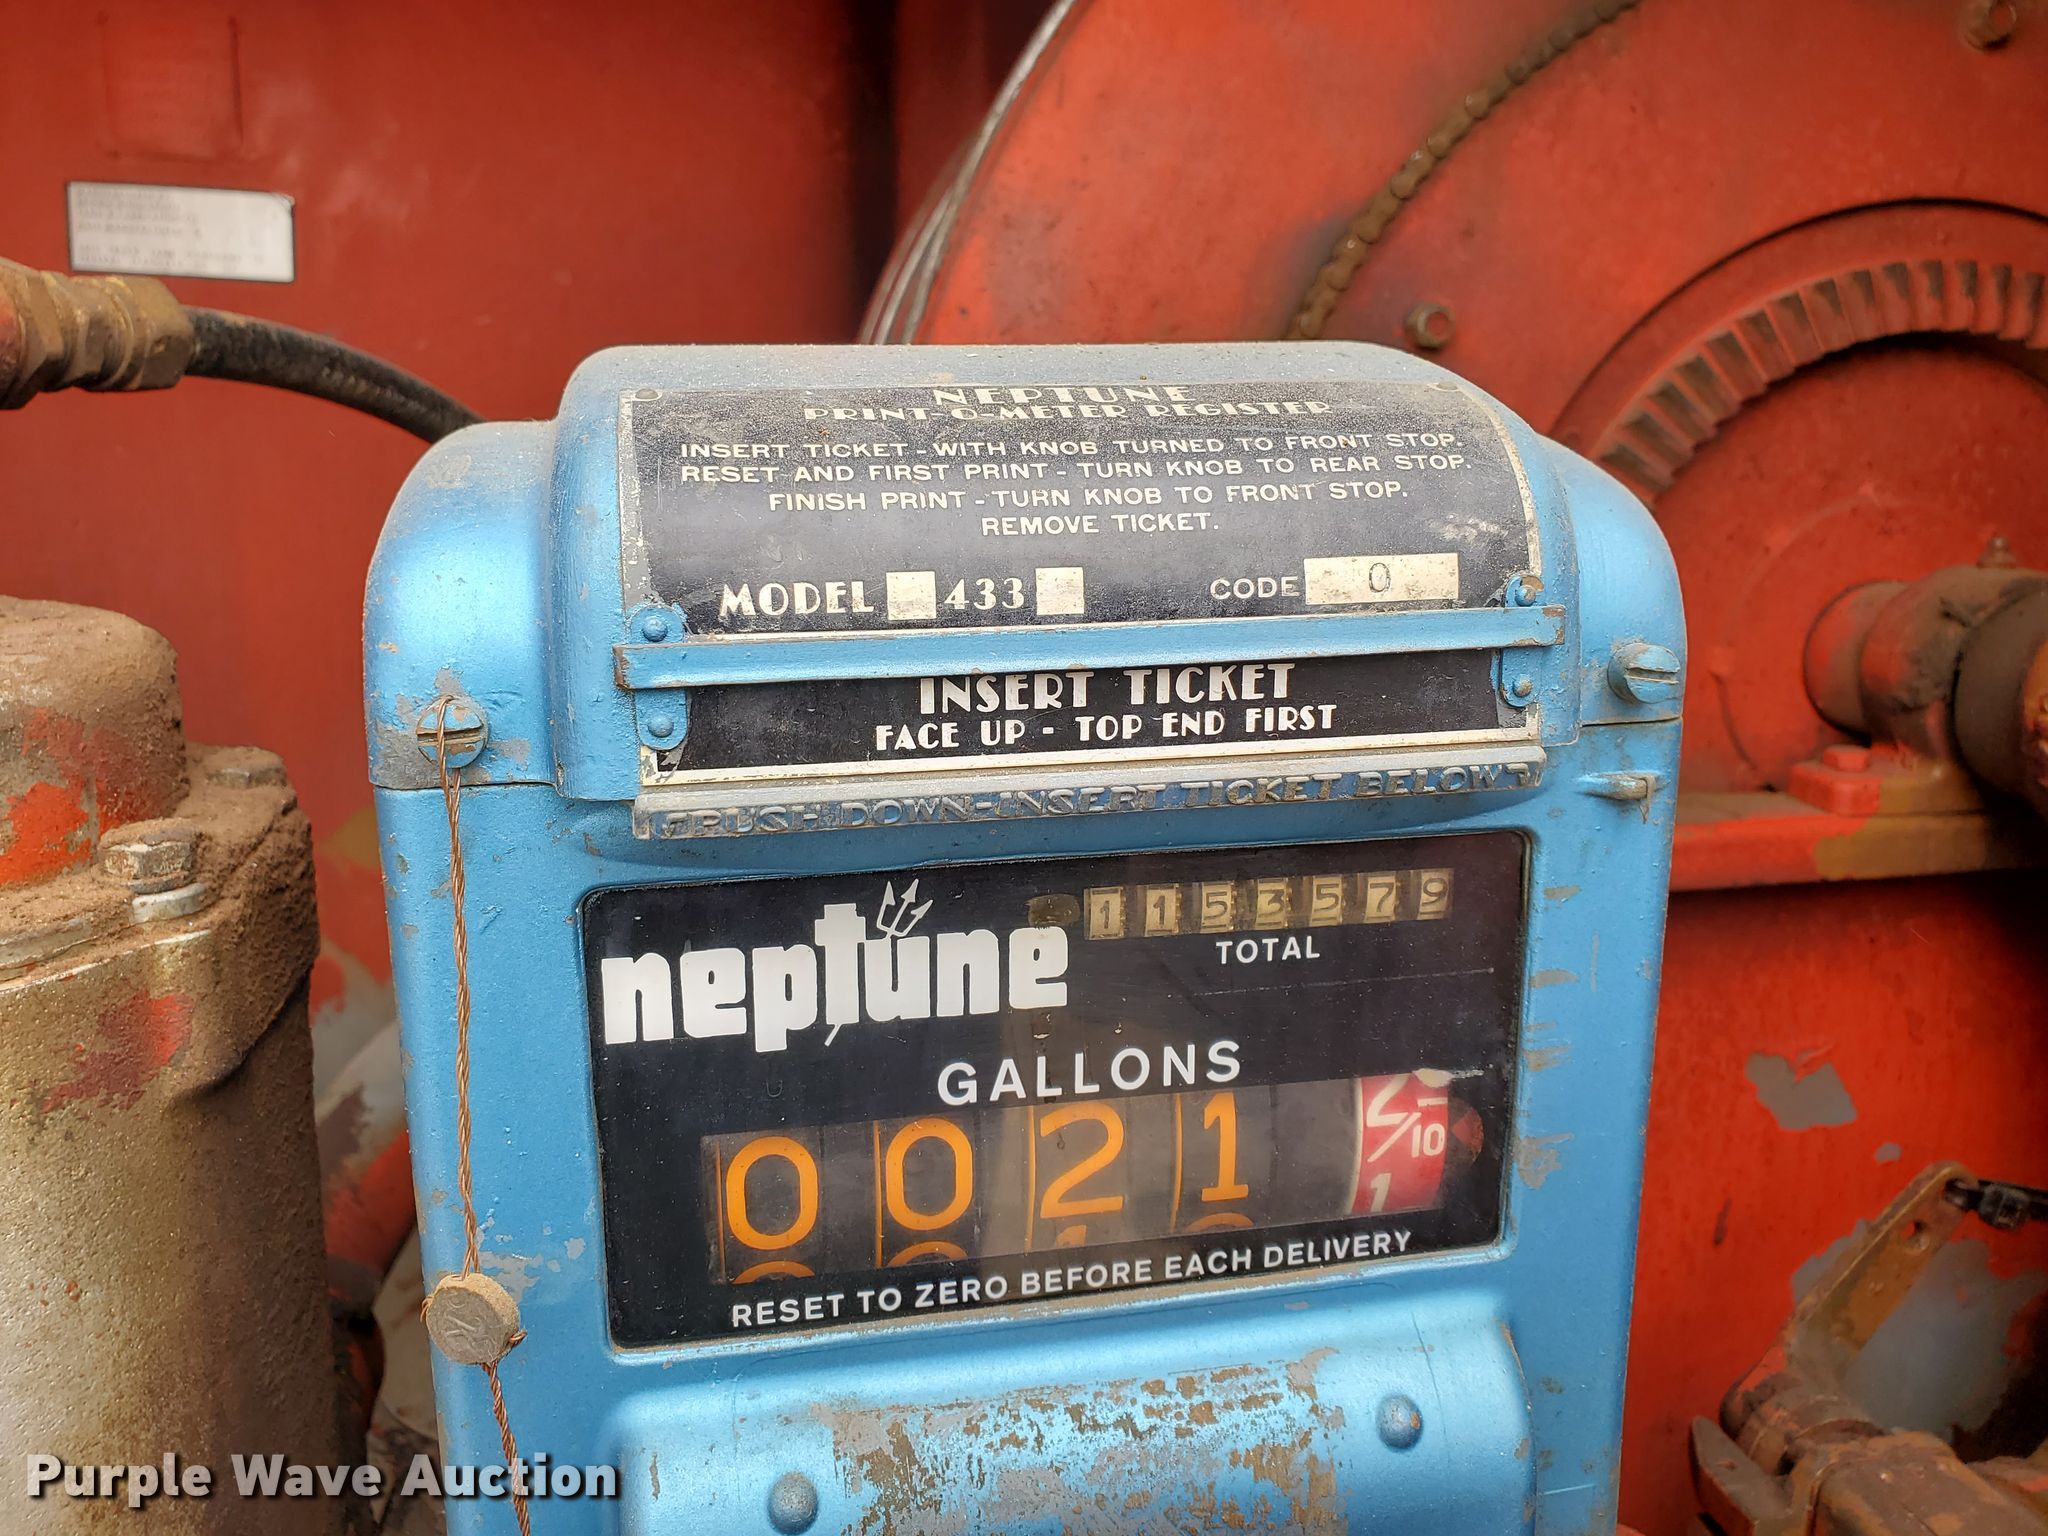 NEPTUNE
PRINT-O-METER REGISTER
INSERT TICKET - WITH KNOB TURNED TO FRONT STOP.
RESET AND FIRST PRINT - TURN KNOB TO REAR STOP.
FINISH PRINT - TURN KNOB TO FRONT STOP.
REMOVE TICKET.
MODEL 433 CODE 0
INSERT TICKET
FACE UP - TOP END FIRST
PUSH DOWN-INSERT TICKET BELOW
1153579
neptune
TOTAL
GALLONS
0021 2/10
1
RESET TO ZERO BEFORE EACH DELIVERY
Purple Wave Auction